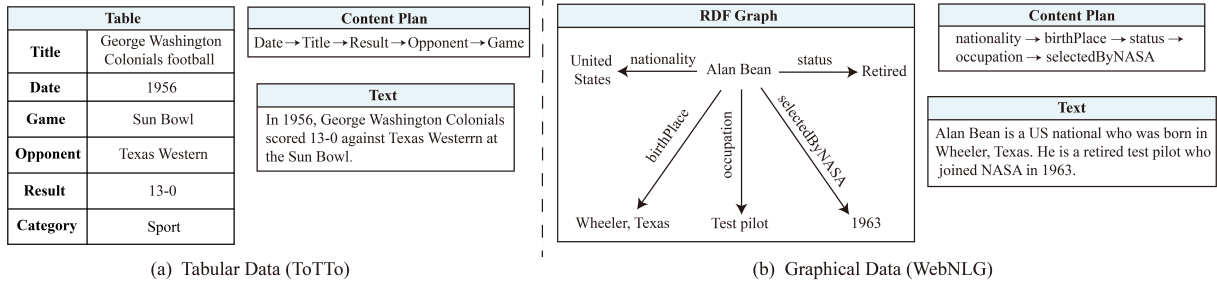 Table
Title
George Washington
Colonials football
Date
1956
Game
Sun Bowl
Opponent
Texas Western
Result
13-0
Category
Sport
Content Plan
Date→Title→Result→Opponent→Game
Text
In 1956, George Washington Colonials
scored 13-0 against Texas Westerrn at
the Sun Bowl.
(a) Tabular Data (ToTTo)
RDF Graph
United
States
nationality
Alan Bean
status
Retired
birthPlace
occupation
selectedByNASA
Wheeler, Texas
Test pilot
1963
Content Plan
nationality → birthPlace → status →
occupation → selectedByNASA
Text
Alan Bean is a US national who was born in
Wheeler, Texas. He is a retired test pilot who
joined NASA in 1963.
(b) Graphical Data (WebNLG)